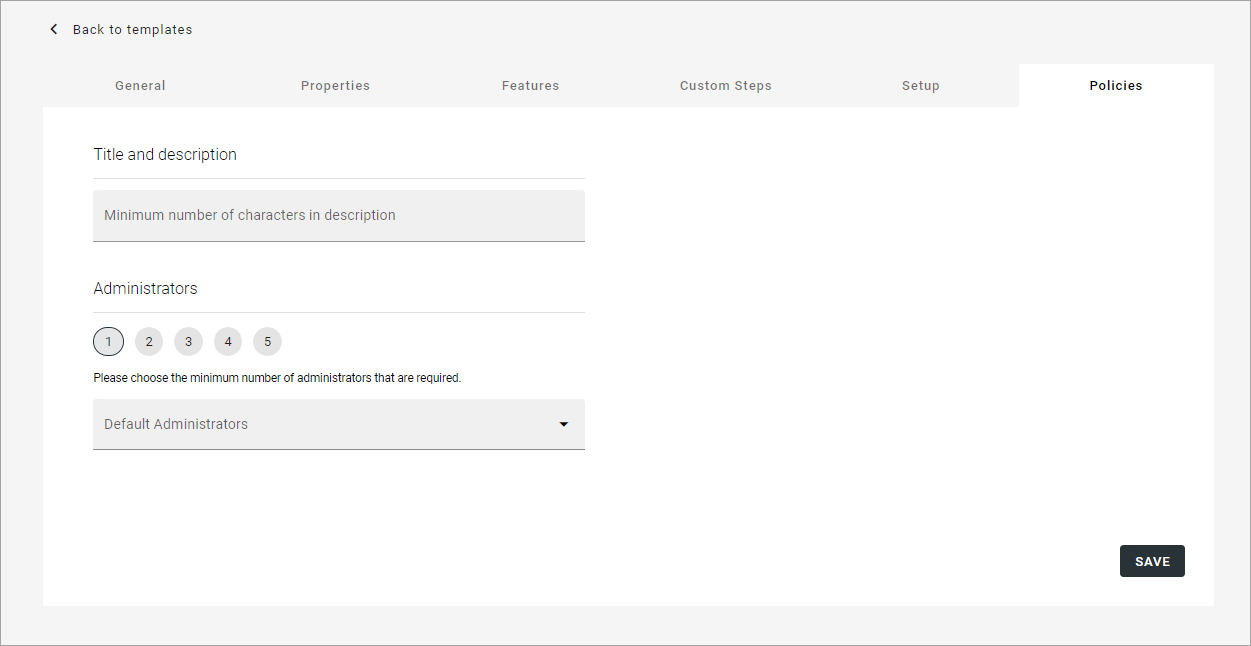 Back to templates
General Properties Features Custom Steps Setup Policies
Title and description
Minimum number of characters in description
Administrators
1 2 3 4 5
Please choose the minimum number of administrators that are required.
Default Administrators
SAVE